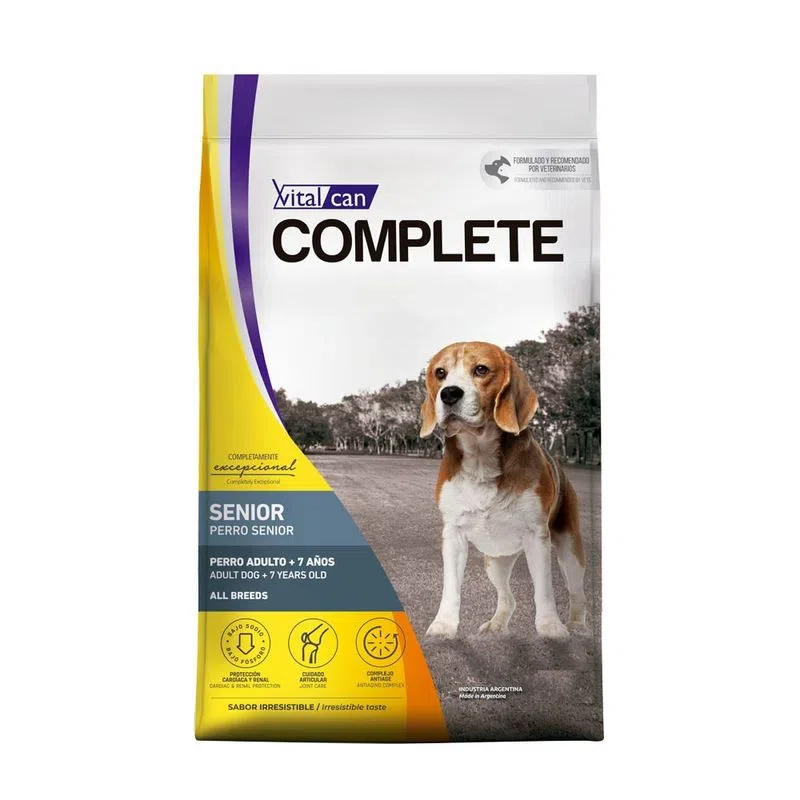 FORMULADO Y RECOMENDADO
POR VETERINARIOS
FORMULATED AND RECOMMENDED BY VETS
Vital can
COMPLETE
COMPLETAMENTE
excepcional
Completely Exceptional
SENIOR
PERRO SENIOR
PERRO ADULTO + 7 AÑOS
ADULT DOG + 7 YEARS OLD
ALL BREEDS
BAJO SODIO
BAJO FOSFORO
PROTECCIÓN
CARDIACA Y RENAL
CARDIAC & RENAL PROTECTION
CUIDADO
ARTICULAR
JOINT CARE
COMPLEJO
ANTIAGE
ANTIAGING COMPLEX
INDUSTRIA ARGENTINA
Made in Argentina
SABOR IRRESISTIBLE / Irresistible taste